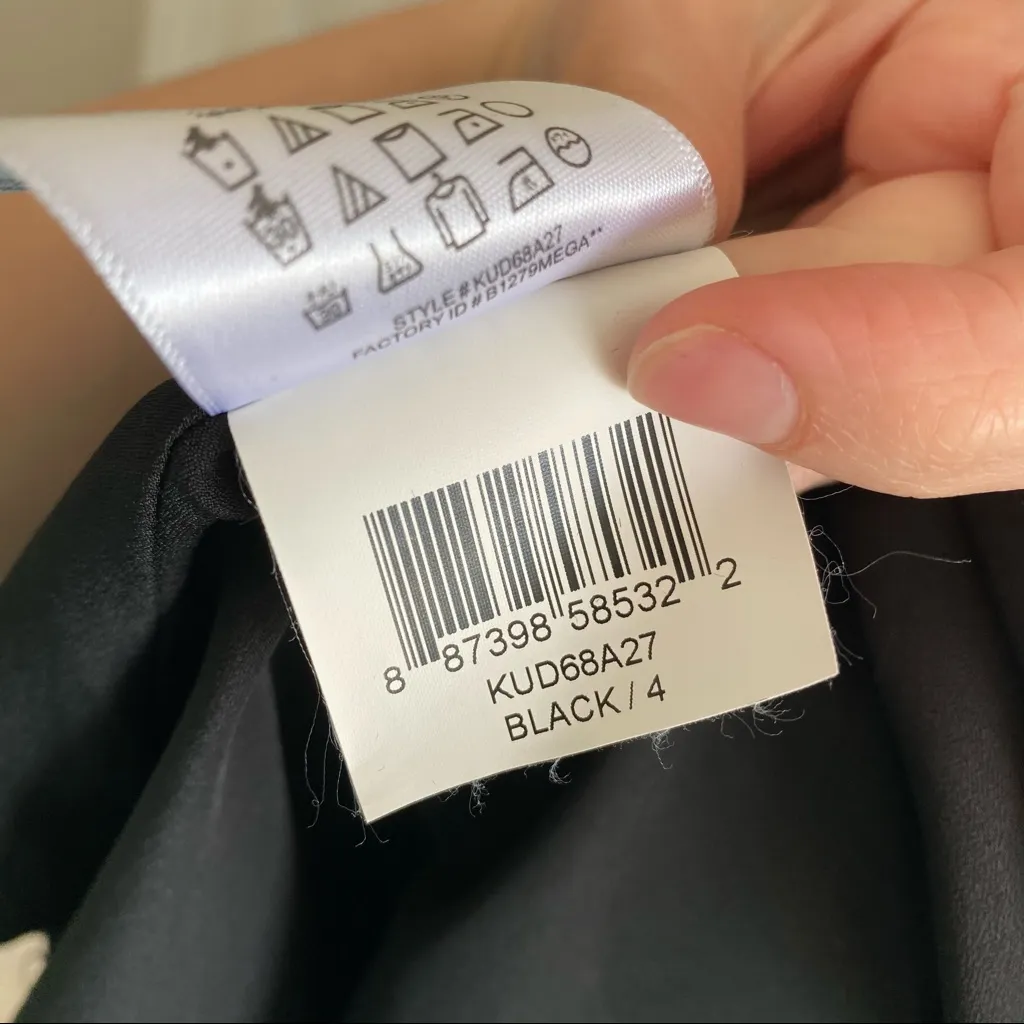 STYLE # KUD68A27
FACTORY ID # B1279MEGA**
8 87398 58532 2
KUD68A27
BLACK / 4